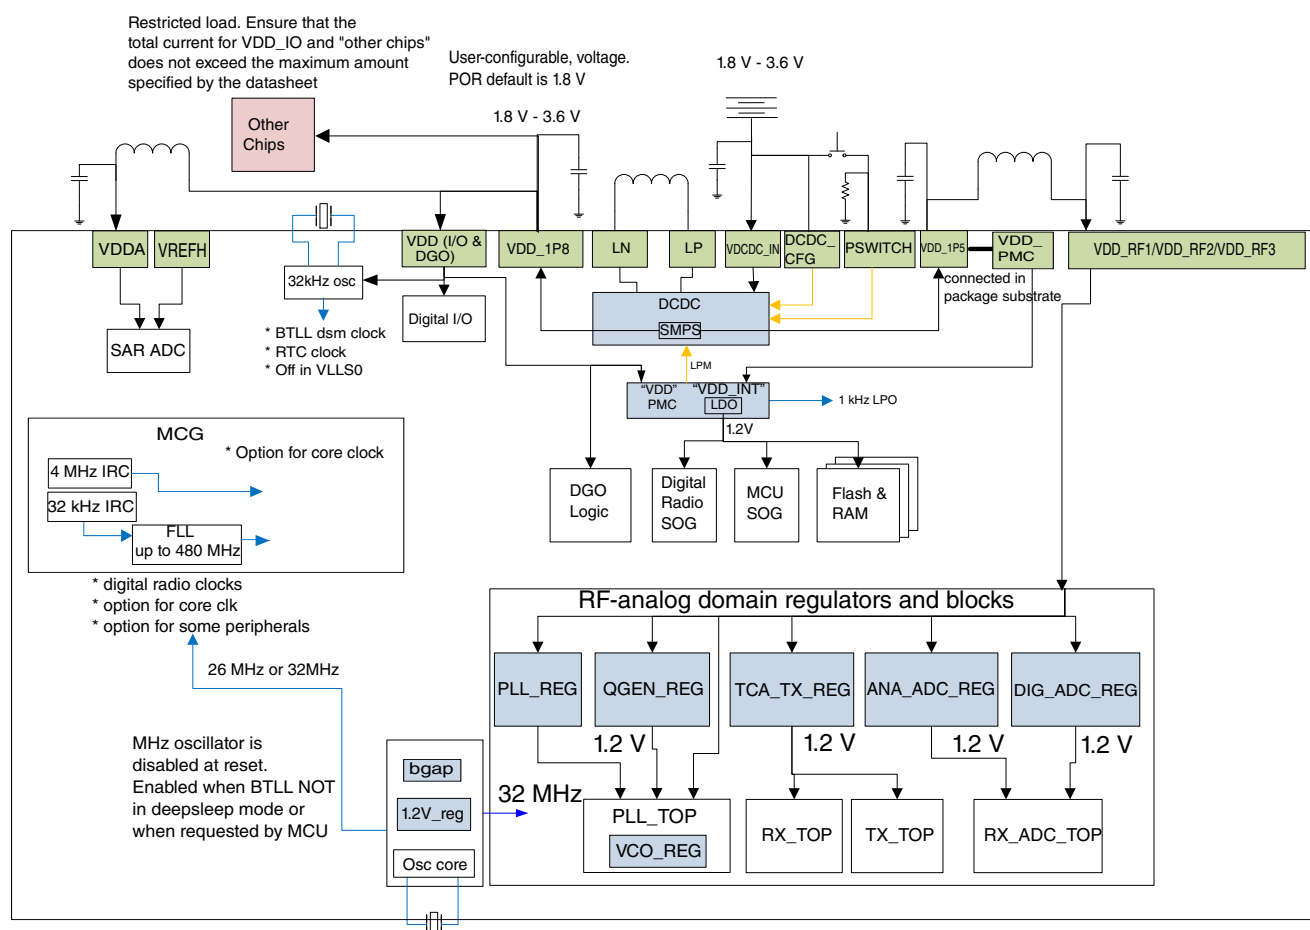 Restricted load. Ensure that the
total current for VDD_IO and "other chips"
does not exceed the maximum amount
specified by the datasheet
User-configurable, voltage.
POR default is 1.8 V
1.8 V - 3.6 V
1.8 V - 3.6 V
Other
Chips
VDDA
VREFH
VDD (I/O &
DGO)
VDD_1P8
LN
LP
VDCDC_IN
DCDC_
CFG
PSWITCH
VDD_1P5
VDD_
PMC
VDD_RF1/VDD_RF2/VDD_RF3
connected in
package substrate
32kHz osc
Digital I/O
DCDC
SMPS
SAR ADC
* BTLL dsm clock
* RTC clock
* Off in VLLS0
LPM
"VDD"
PMC
"VDD_INT"
LDO
1 kHz LPO
1.2V
MCG
* Option for core clock
4 MHz IRC
32 kHz IRC
FLL
up to 480 MHz
DGO
Logic
Digital
Radio
SOG
MCU
SOG
Flash &
RAM
* digital radio clocks
* option for core clk
* option for some peripherals
26 MHz or 32MHz
MHz oscillator is
disabled at reset.
Enabled when BTLL NOT
in deepsleep mode or
when requested by MCU
bgap
1.2V_reg
Osc core
32 MHz
RF-analog domain regulators and blocks
PLL_REG
QGEN_REG
TCA_TX_REG
ANA_ADC_REG
DIG_ADC_REG
1.2 V
1.2 V
1.2 V
1.2 V
PLL_TOP
VCO_REG
RX_TOP
TX_TOP
RX_ADC_TOP